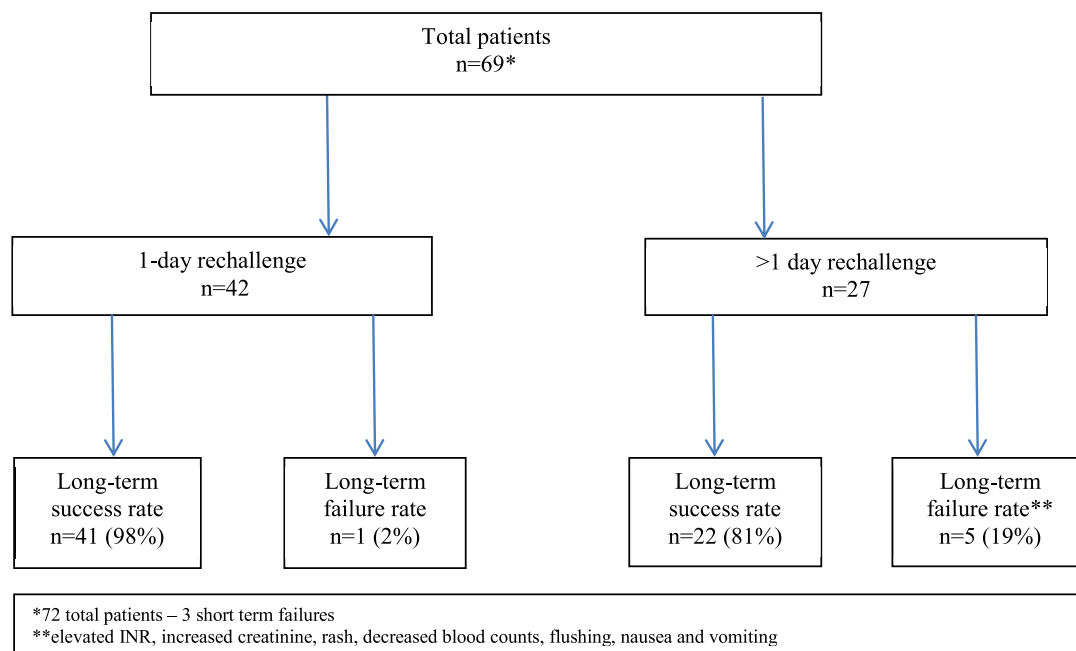 Total patients
n=69*
1-day rechallenge
n=42
>1 day rechallenge
n=27
Long-term
success rate
n=41 (98%)
Long-term
failure rate
n=1 (2%)
Long-term
success rate
n=22 (81%)
Long-term
failure rate**
n=5 (19%)
*72 total patients – 3 short term failures
**elevated INR, increased creatinine, rash, decreased blood counts, flushing, nausea and vomiting